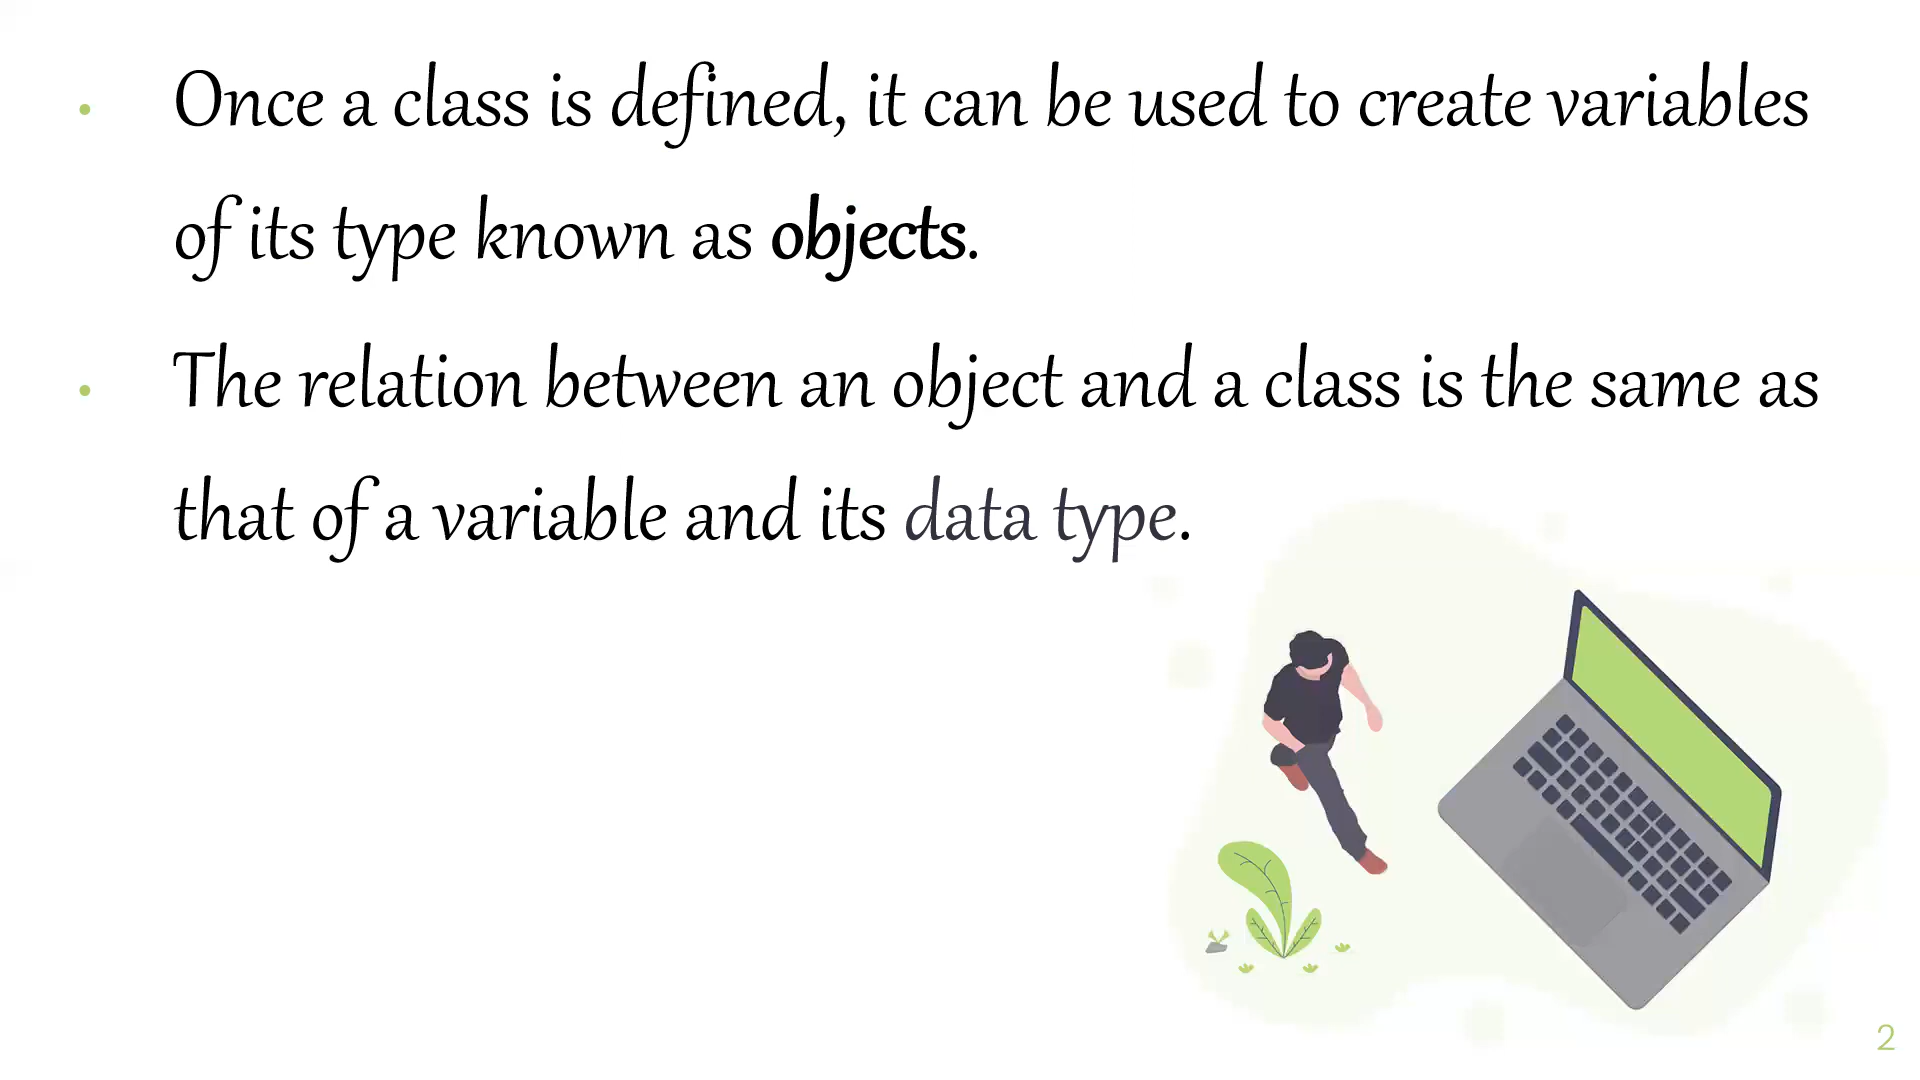 • Once a class is defined, it can be used to create variables
of its type known as objects.
• The relation between an object and a class is the same as
that of a variable and its data type.
2